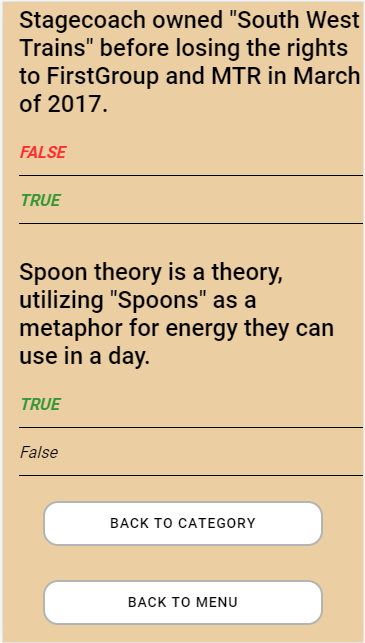 Stagecoach owned "South West
Trains" before losing the rights
to FirstGroup and MTR in March
of 2017.
FALSE
TRUE
Spoon theory is a theory,
utilizing "Spoons" as a
metaphor for energy they can
use in a day.
TRUE
False
BACK TO CATEGORY
BACK TO MENU